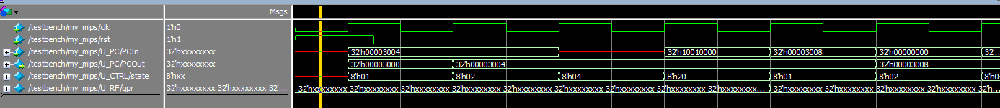 Msgs
/testbench/my_mips/clk 1'h0
/testbench/my_mips/rst 1'h1
/testbench/my_mips/U_PC/PCIn 32'hxxxxxxxx 32'h00003004 32'h10010000 32'h00003008 32'h00000000 32'...
/testbench/my_mips/U_PC/PCOut 32'hxxxxxxxx 32'h00003000 32'h00003004 32'h00003008
/testbench/my_mips/U_CTRL/state 8'hxx 8'h01 8'h02 8'h04 8'h20 8'h01 8'h02 8'h0
/testbench/my_mips/U_RF/gpr 32'hxxxxxxxx 32'hxxxxxxxx 32'... 32'hxxxxxxxx 32'hxxxxxxxx 32'hxxxxxxxx 32'hxxxxxxxx 32'hxxxxxxxx 32'hxxxxxxxx 32'hxxxxxxxx 32'hxxxxxxxx 32'hxxxxxx... 32'hxxxxxxxx 32'hxxxxxxxx 32'hxxxxxxxx 32'hxxxxxxxx